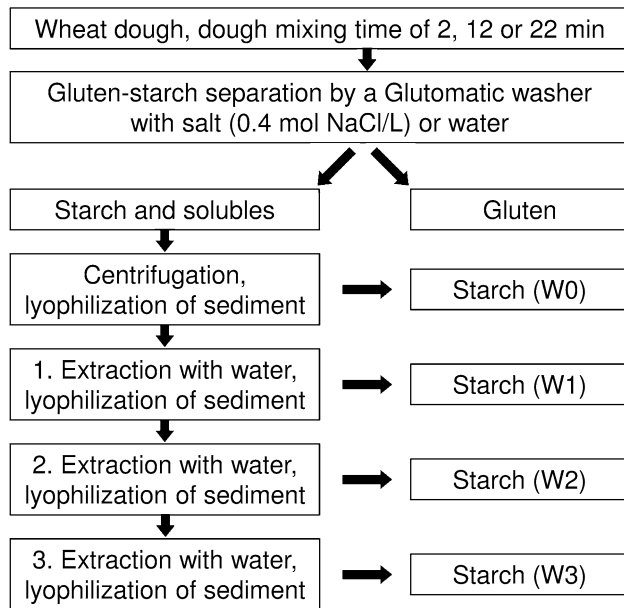 Wheat dough, dough mixing time of 2, 12 or 22 min
Gluten-starch separation by a Glutomatic washer
with salt (0.4 mol NaCl/L) or water
Starch and solubles
Gluten
Centrifugation,
lyophilization of sediment
Starch (W0)
1. Extraction with water,
lyophilization of sediment
Starch (W1)
2. Extraction with water,
lyophilization of sediment
Starch (W2)
3. Extraction with water,
lyophilization of sediment
Starch (W3)